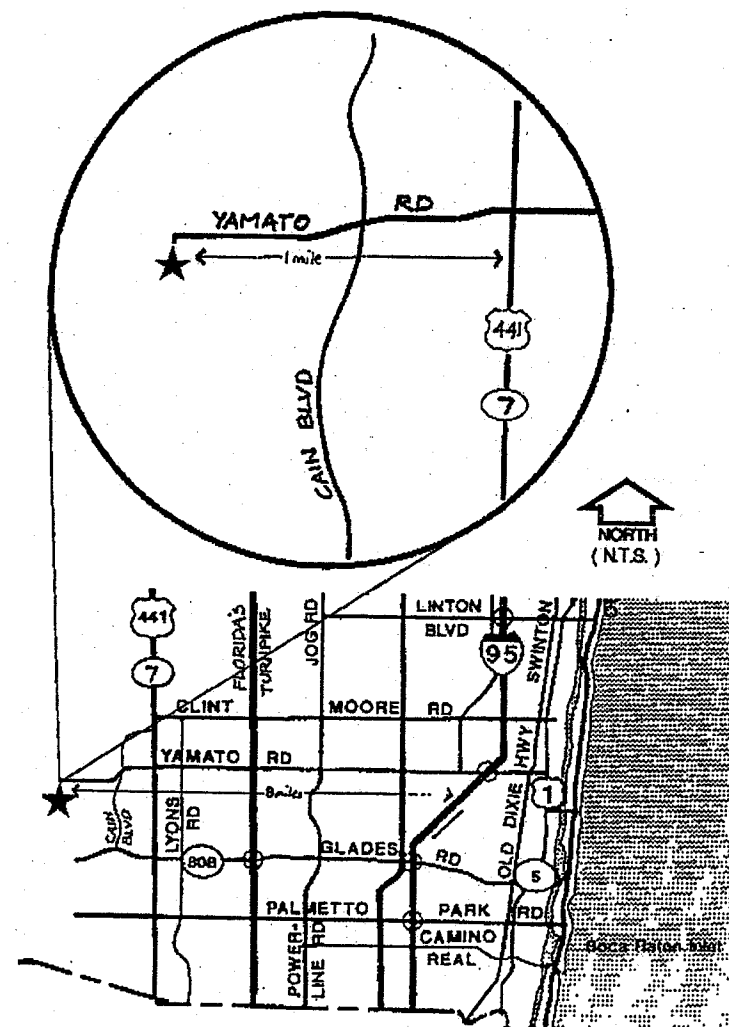 YAMATO RD
1 mile
441
7
CAIN BLVD
NORTH
(N.T.S.)
441
7
FLORIDA'S
TURNPIKE
JOG RD
LINTON
BLVD
95
SWINTON
CLINT MOORE RD
YAMATO RD
8 miles
HWY
1
CAIN
BLVD
LYONS
RD
808
GLADES RD
OLD DIXIE
5
PALMETTO PARK RD
POWER-
LINE RD
CAMINO
REAL
Boca Raton Inlet